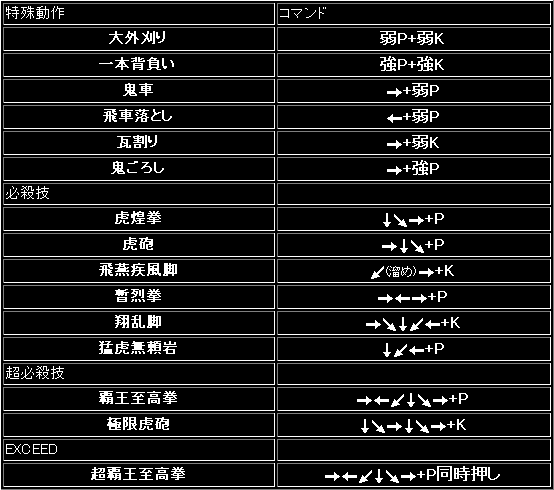 特殊動作 コマンド
大外刈り 弱P+弱K
一本背負い 強P+強K
鬼車 →+弱P
飛車落とし ←+弱P
瓦割り →+弱K
鬼ごろし →+強P
必殺技
虎煌拳 ↓↘→+P
虎砲 →↓↘+P
飛燕疾風脚 ↙(溜め)→+K
暫烈拳 →←→+P
翔乱脚 →↘↓↙←+K
猛虎無頼岩 ↓↙←+P
超必殺技
覇王至高拳 →←↙↓↘→+P
極限虎砲 ↓↘→↓↘→+K
EXCEED
超覇王至高拳 →←↙↓↘→+P同時押し